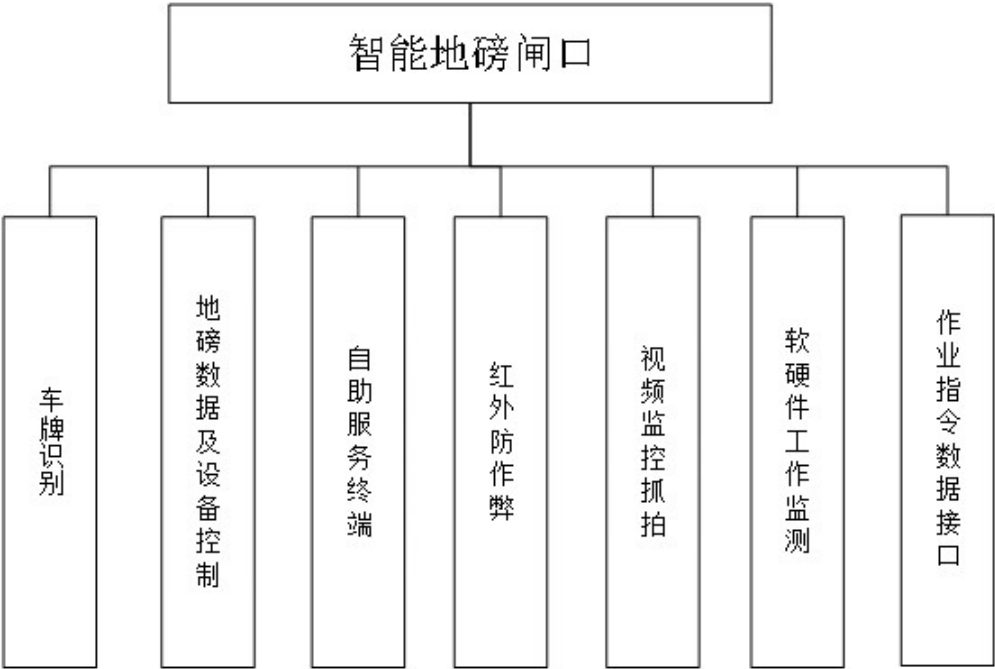 智能地磅闸口
车牌识别
地磅数据及设备控制
自助服务终端
红外防作弊
视频监控抓拍
软硬件工作监测
作业指令数据接口